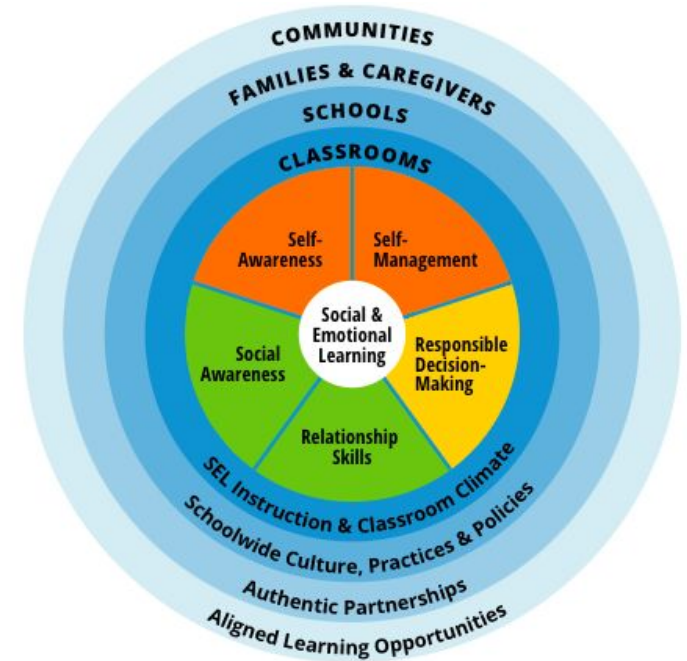 COMMUNITIES
FAMILIES & CAREGIVERS
SCHOOLS
CLASSROOMS
Self-
Awareness
Self-
Management
Social &
Emotional
Learning
Social
Awareness
Responsible
Decision-
Making
Relationship
Skills
SEL Instruction & Classroom Climate
Schoolwide Culture, Practices & Policies
Authentic Partnerships
Aligned Learning Opportunities